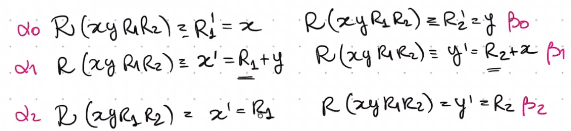 α0 R(xyR1R2) ≡ R1' = x R(xyR1R2) ≡ R2' = y β0
α1 R(xyR1R2) ≡ x' = R1+y R(xyR1R2) ≡ y' = R2+x β1
α2 R(xyR1R2) = x' = R1 R(xyR1R2) = y' = R2 β2